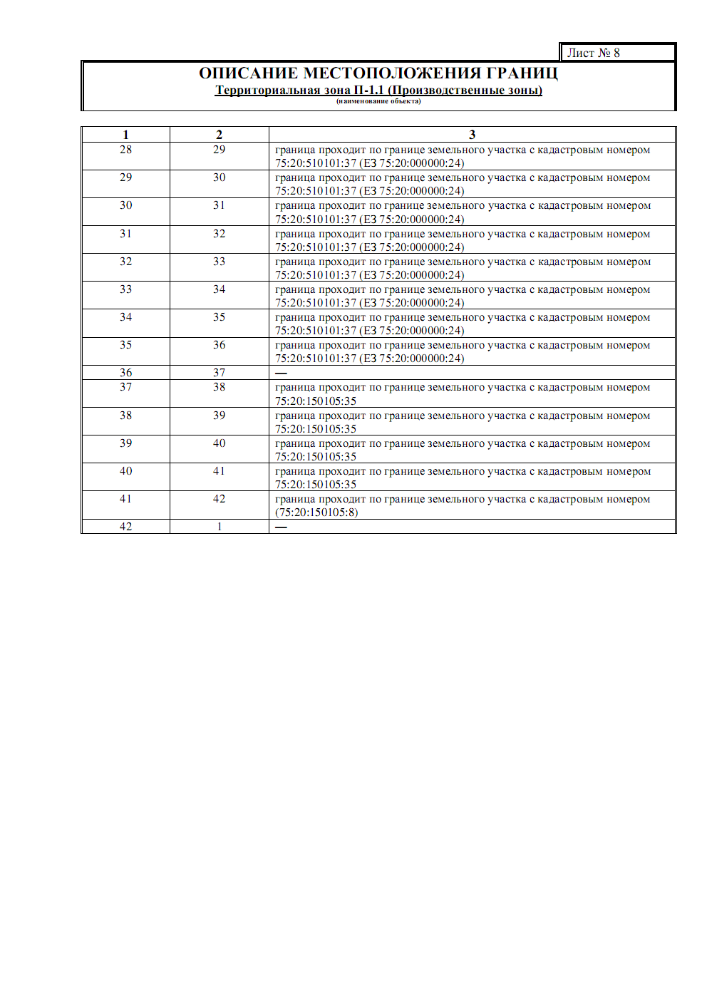 Лист № 8
ОПИСАНИЕ МЕСТОПОЛОЖЕНИЯ ГРАНИЦ
Территориальная зона П-1.1 (Производственные зоны)
(наименование объекта)
1 2 3
28 29 граница проходит по границе земельного участка с кадастровым номером
75:20:510101:37 (ЕЗ 75:20:000000:24)
29 30 граница проходит по границе земельного участка с кадастровым номером
75:20:510101:37 (ЕЗ 75:20:000000:24)
30 31 граница проходит по границе земельного участка с кадастровым номером
75:20:510101:37 (ЕЗ 75:20:000000:24)
31 32 граница проходит по границе земельного участка с кадастровым номером
75:20:510101:37 (ЕЗ 75:20:000000:24)
32 33 граница проходит по границе земельного участка с кадастровым номером
75:20:510101:37 (ЕЗ 75:20:000000:24)
33 34 граница проходит по границе земельного участка с кадастровым номером
75:20:510101:37 (ЕЗ 75:20:000000:24)
34 35 граница проходит по границе земельного участка с кадастровым номером
75:20:510101:37 (ЕЗ 75:20:000000:24)
35 36 граница проходит по границе земельного участка с кадастровым номером
75:20:510101:37 (ЕЗ 75:20:000000:24)
36 37 —
37 38 граница проходит по границе земельного участка с кадастровым номером
75:20:150105:35
38 39 граница проходит по границе земельного участка с кадастровым номером
75:20:150105:35
39 40 граница проходит по границе земельного участка с кадастровым номером
75:20:150105:35
40 41 граница проходит по границе земельного участка с кадастровым номером
75:20:150105:35
41 42 граница проходит по границе земельного участка с кадастровым номером
(75:20:150105:8)
42 1 —